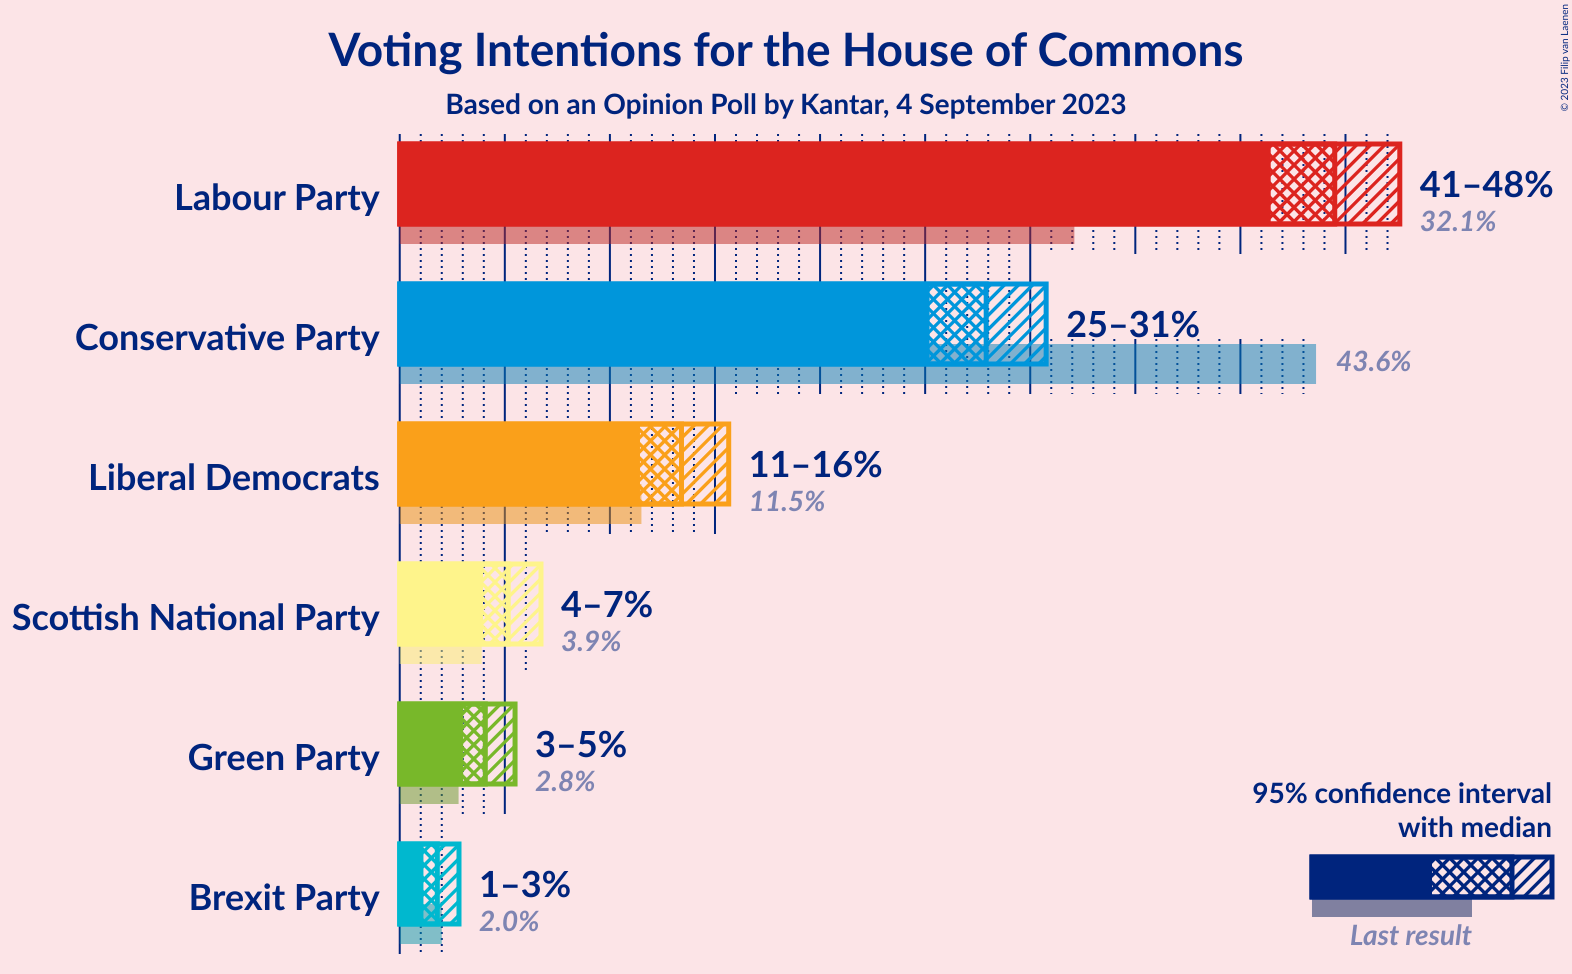 Voting Intentions for the House of Commons
Based on an Opinion Poll by Kantar, 4 September 2023
© 2023 Filip van Laenen
Labour Party
41–48%
32.1%
Conservative Party
25–31%
43.6%
Liberal Democrats
11–16%
11.5%
Scottish National Party
4–7%
3.9%
Green Party
3–5%
2.8%
Brexit Party
1–3%
2.0%
95% confidence interval
with median
Last result